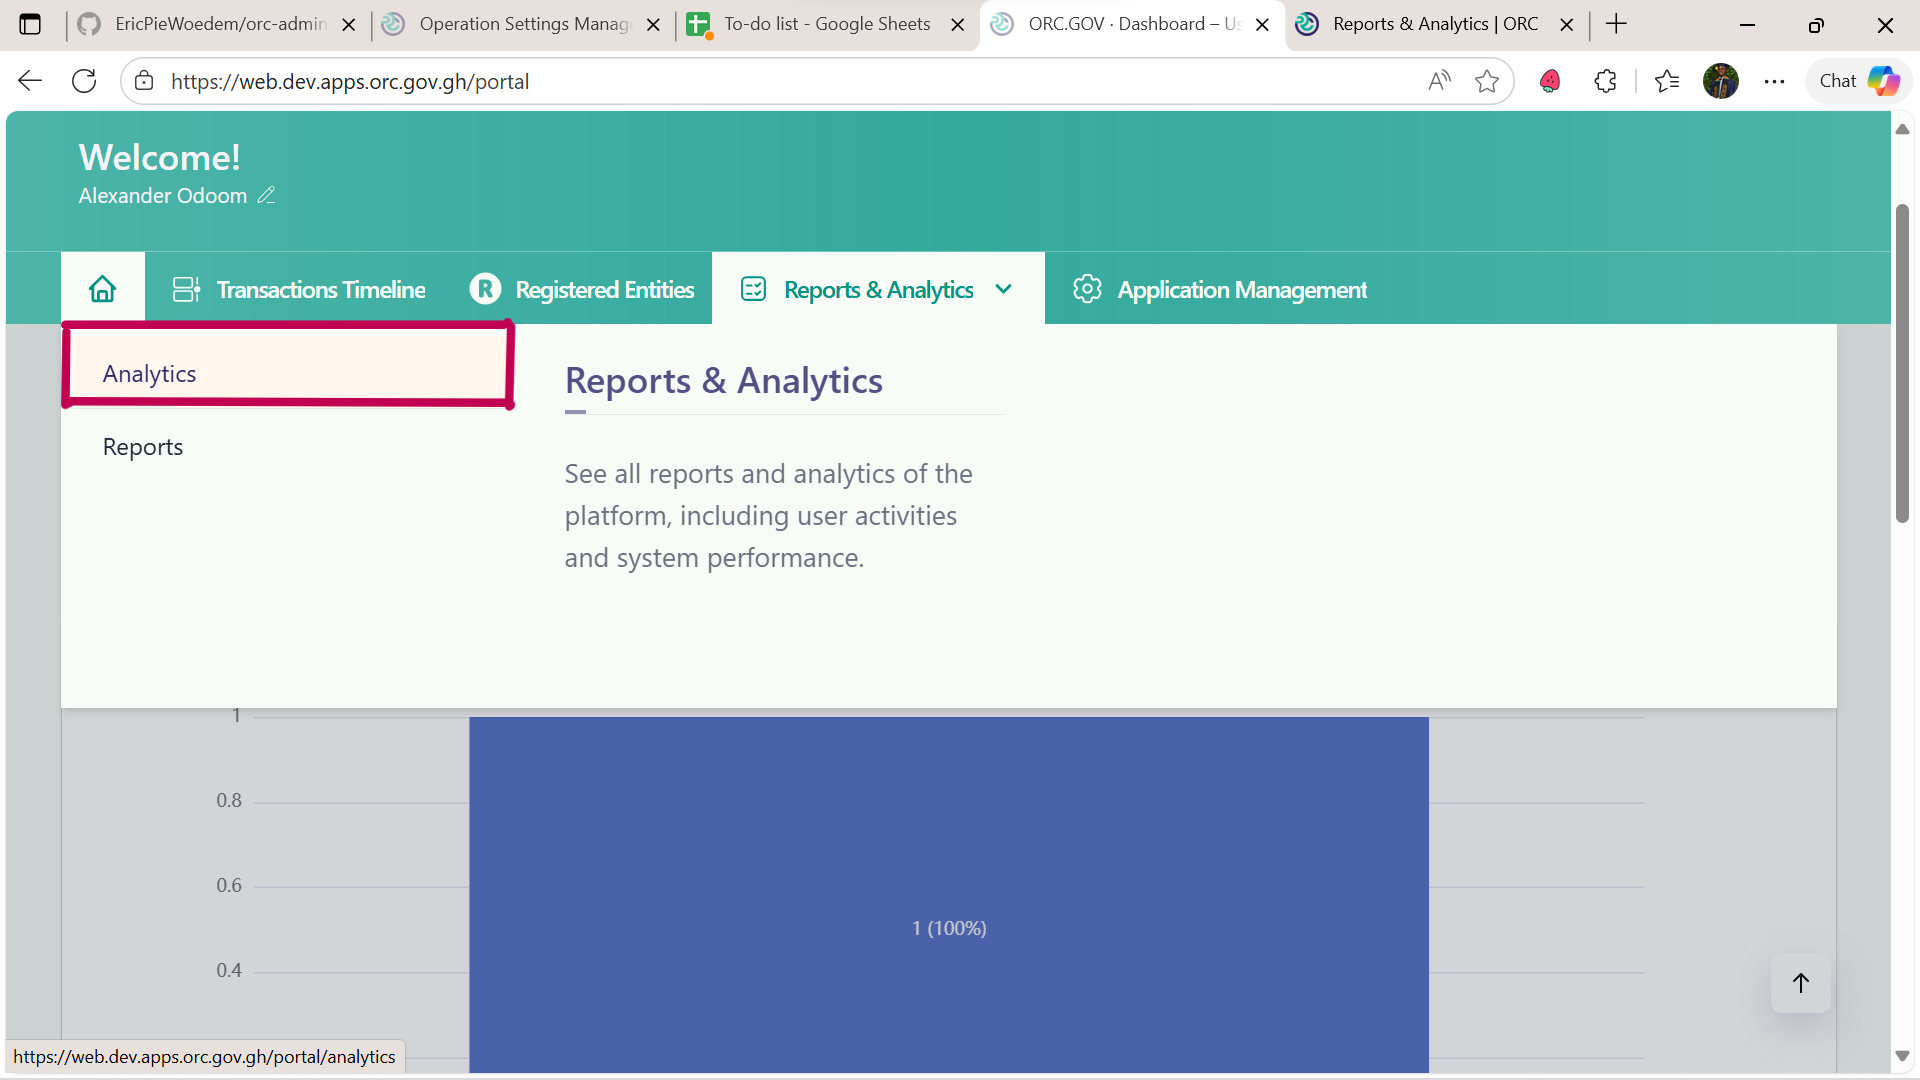 EricPieWoedem/orc-admin
Operation Settings Manag
To-do list - Google Sheets
ORC.GOV · Dashboard – Us
Reports & Analytics | ORC
https://web.dev.apps.orc.gov.gh/portal
Chat
Welcome!
Alexander Odoom
Transactions Timeline
R Registered Entities
Reports & Analytics
Application Management
Analytics
Reports
Reports & Analytics
See all reports and analytics of the
platform, including user activities
and system performance.
1
0.8
0.6
1 (100%)
0.4
https://web.dev.apps.orc.gov.gh/portal/analytics